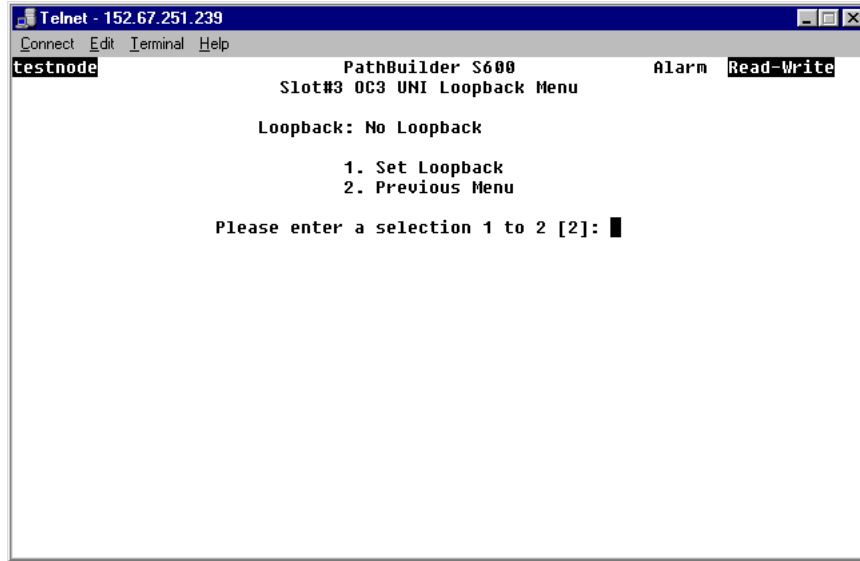 Telnet - 152.67.251.239
Connect Edit Terminal Help
testnode PathBuilder S600 Alarm Read-Write
Slot#3 OC3 UNI Loopback Menu
Loopback: No Loopback
1. Set Loopback
2. Previous Menu
Please enter a selection 1 to 2 [2]: